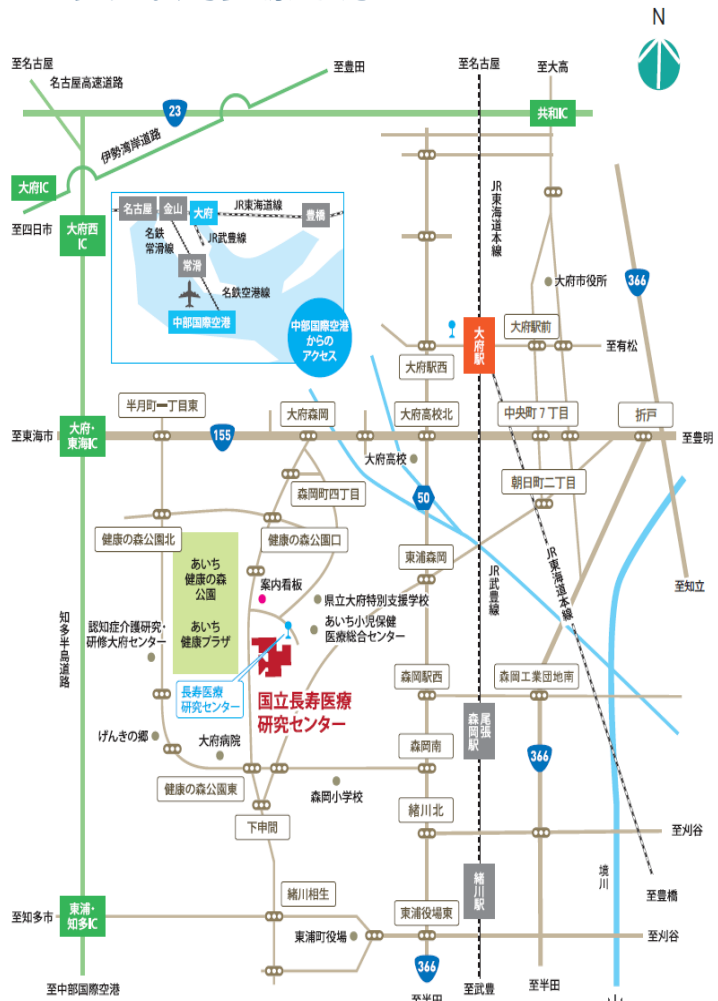 N
至名古屋
名古屋高速道路
至豊田
至名古屋
至大高
23
共和IC
伊勢湾岸道路
大府IC
至四日市
大府西
IC
名古屋
金山
大府
JR東海道線
豊橋
名鉄
常滑線
JR武豊線
常滑
名鉄空港線
中部国際空港
中部国際空港
からの
アクセス
JR東海道本線
366
大府市役所
大府駅
大府駅前
至有松
大府駅西
半月町一丁目東
大府森岡
大府高校北
中央町7丁目
折戸
至東海市
大府・
東海IC
155
至豊明
大府高校
森岡町四丁目
50
朝日町二丁目
健康の森公園北
健康の森公園口
東浦森岡
あいち
健康の森
公園
案内看板
県立大府特別支援学校
JR武豊線
JR東海道本線
至知立
知多半島道路
認知症介護研究・
研修大府センター
あいち
健康プラザ
あいち小児保健
医療総合センター
長寿医療
研究センター
国立長寿医療
研究センター
森岡駅西
森岡工業団地南
尾張
森岡駅
げんきの郷
大府病院
森岡南
366
健康の森公園東
森岡小学校
下申間
緒川北
至刈谷
境川
緒川駅
至豊橋
緒川相生
至知多市
東浦・
知多IC
東浦町役場
東浦役場東
至刈谷
366
至中部国際空港
至半田
至武豊
至半田